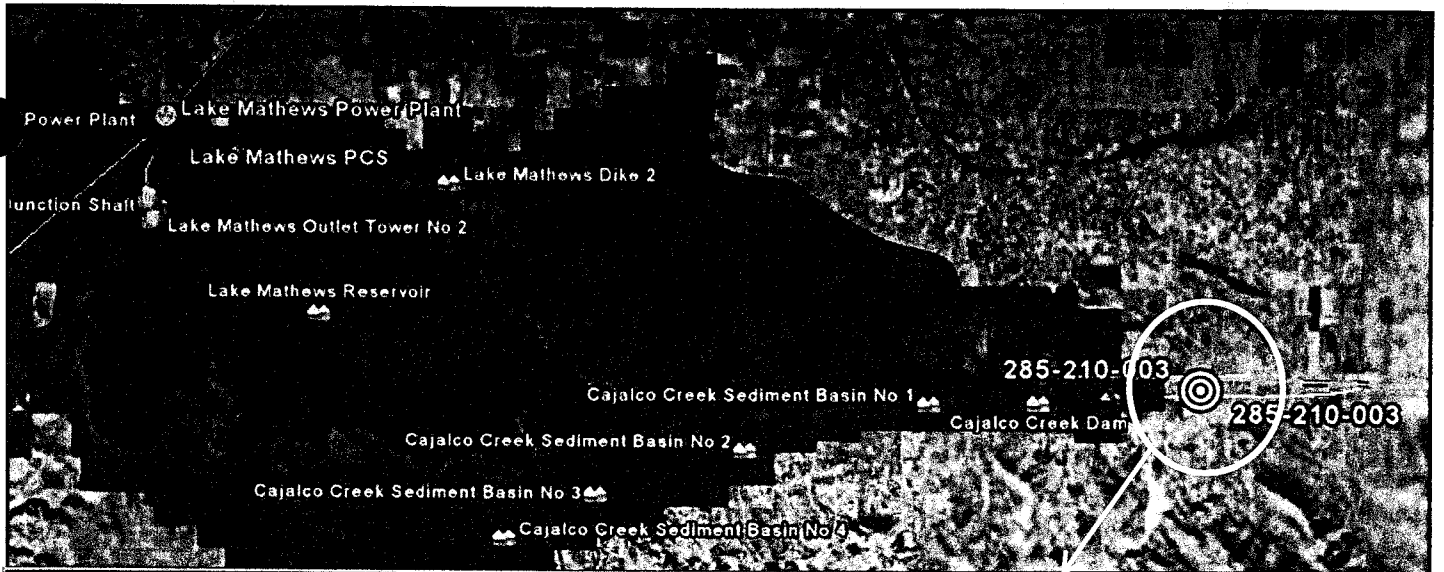 Lake Mathews Power Plant
Power Plant
Lake Mathews PCS
Lake Mathews Dike 2
Junction Shaft
Lake Mathews Outlet Tower No 2
Lake Mathews Reservoir
285-210-003
Cajalco Creek Sediment Basin No 1
285-210-003
Cajalco Creek Dam
Cajalco Creek Sediment Basin No 2
Cajalco Creek Sediment Basin No 3
Cajalco Creek Sediment Basin No 4